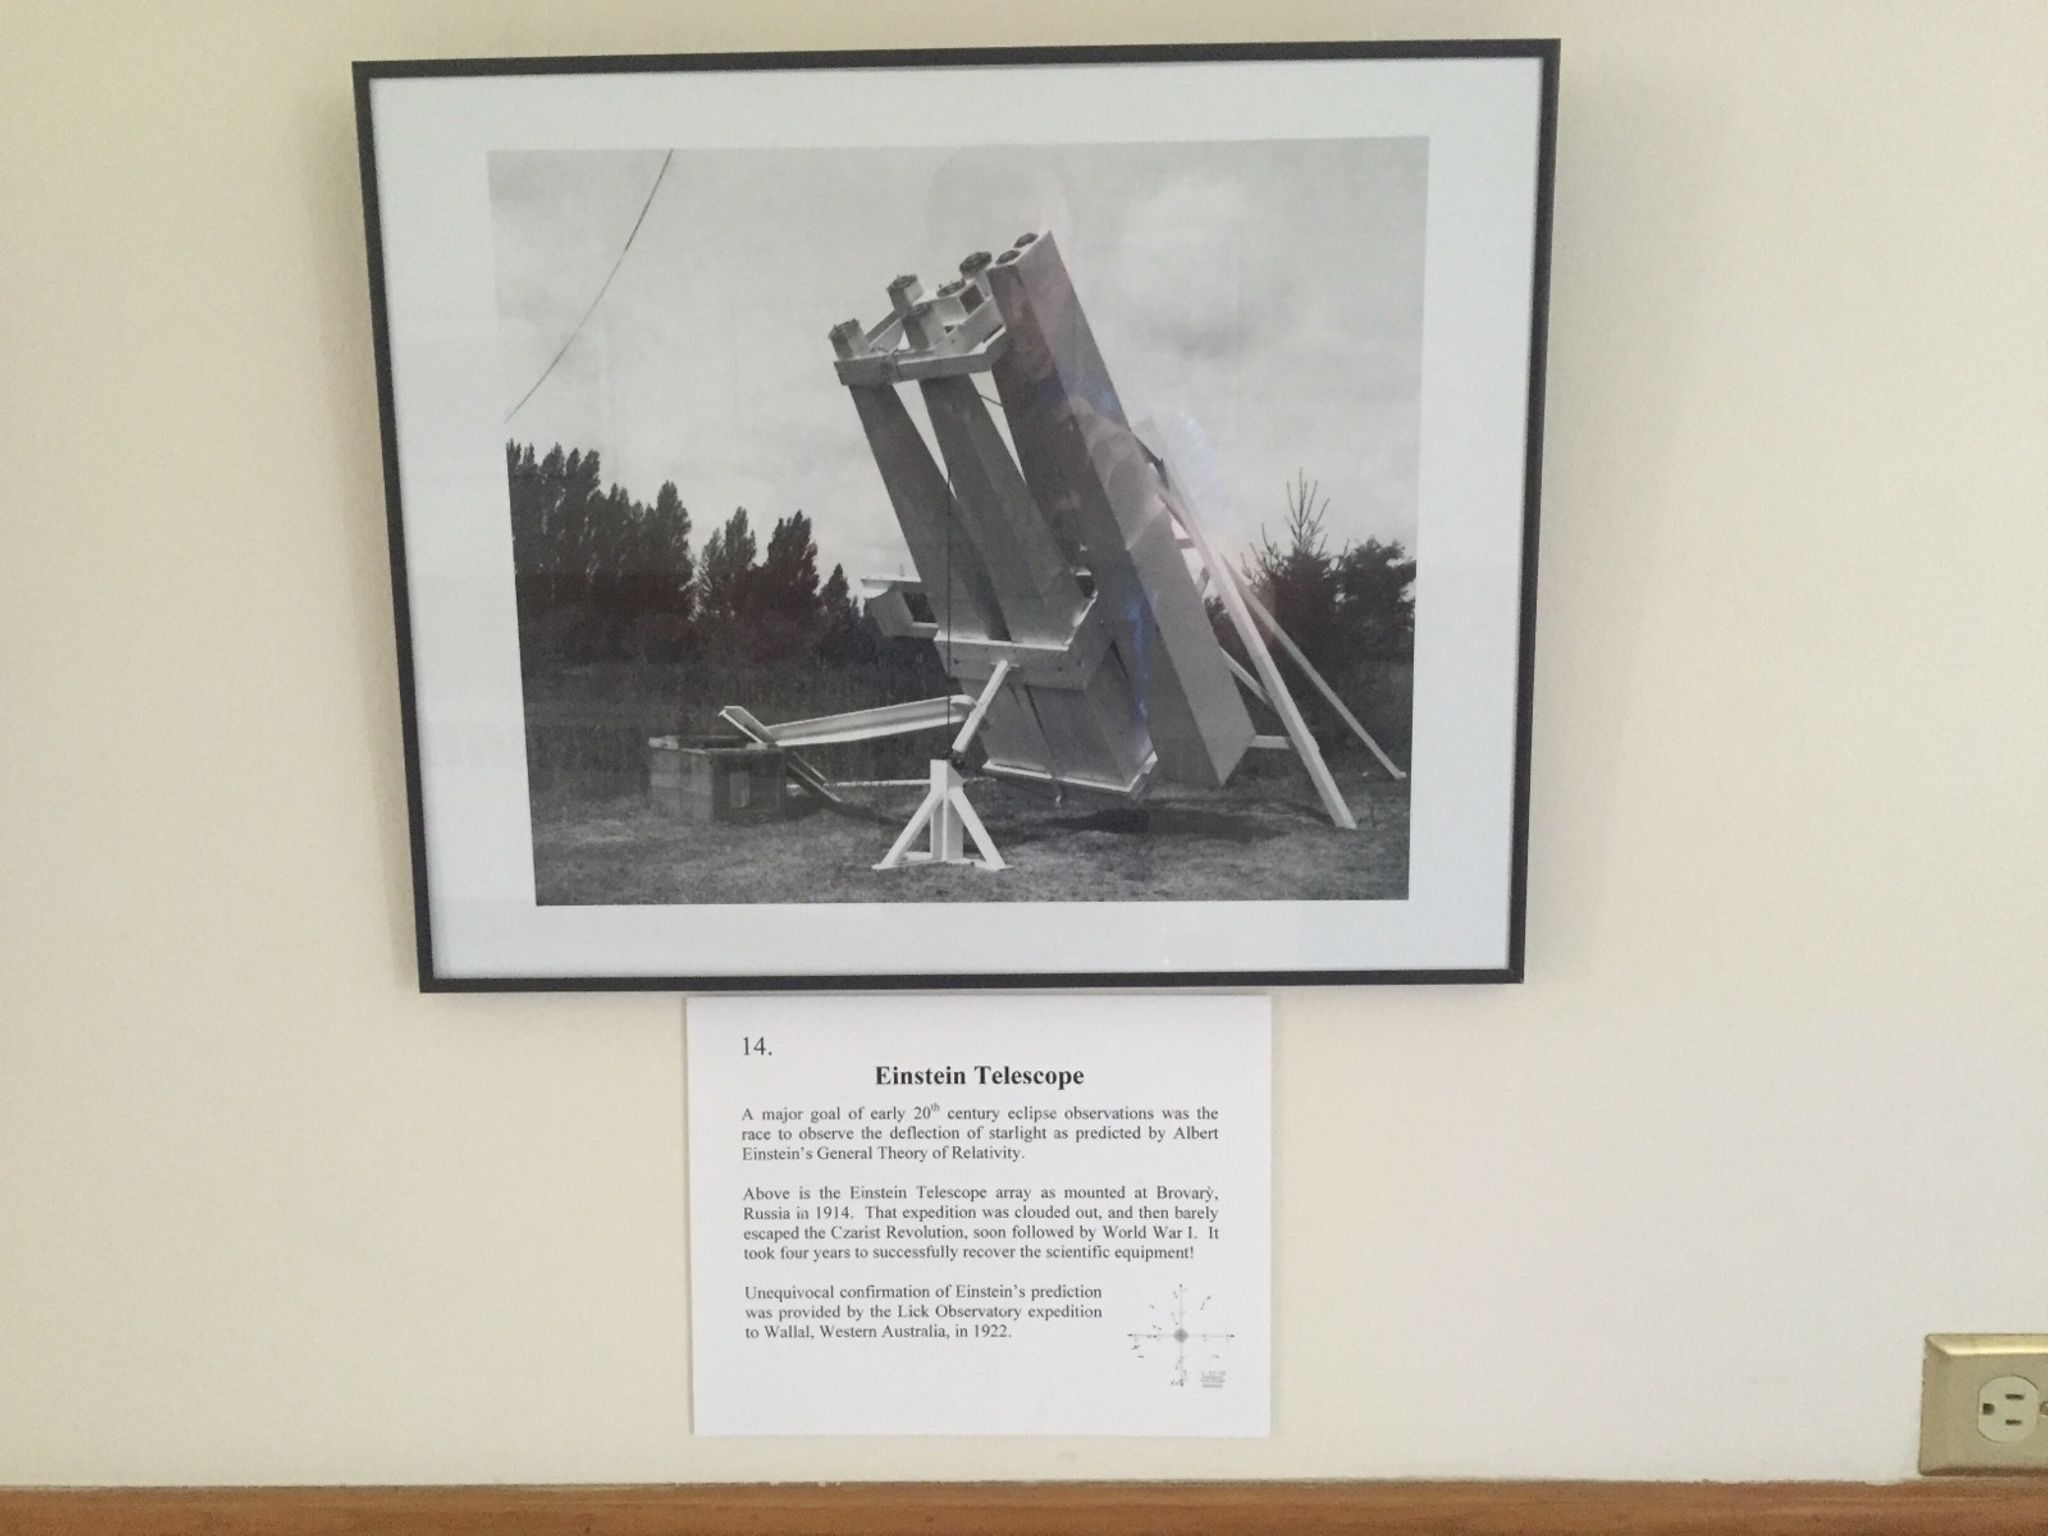 14.
Einstein Telescope
A major goal of early 20th century eclipse observations was the
race to observe the deflection of starlight as predicted by Albert
Einstein's General Theory of Relativity.
Above is the Einstein Telescope array as mounted at Brovary,
Russia in 1914. That expedition was clouded out, and then barely
escaped the Czarist Revolution, soon followed by World War I. It
took four years to successfully recover the scientific equipment!
Unequivocal confirmation of Einstein's prediction
was provided by the Lick Observatory expedition
to Wallal, Western Australia, in 1922.